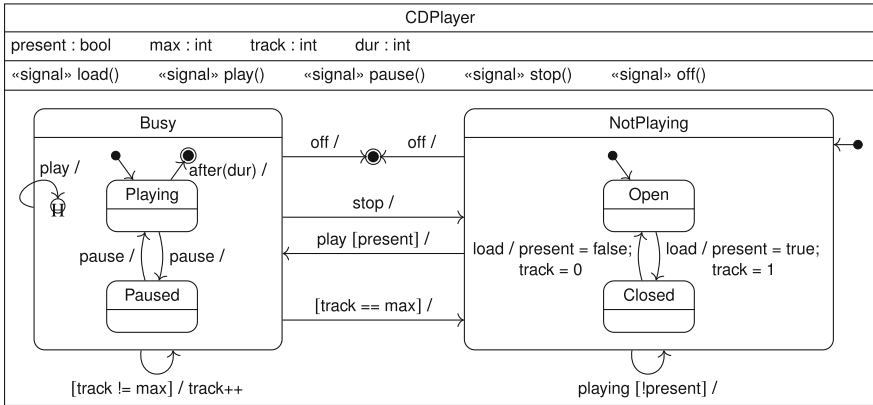 CDPlayer
present : bool max : int track : int dur : int
«signal» load() «signal» play() «signal» pause() «signal» stop() «signal» off()
Busy
NotPlaying
off /
off /
play /
H
after(dur) /
Playing
Open
stop /
play [present] /
pause /
pause /
load / present = false;
track = 0
load / present = true;
track = 1
Paused
Closed
[track == max] /
[track != max] / track++
playing [!present] /